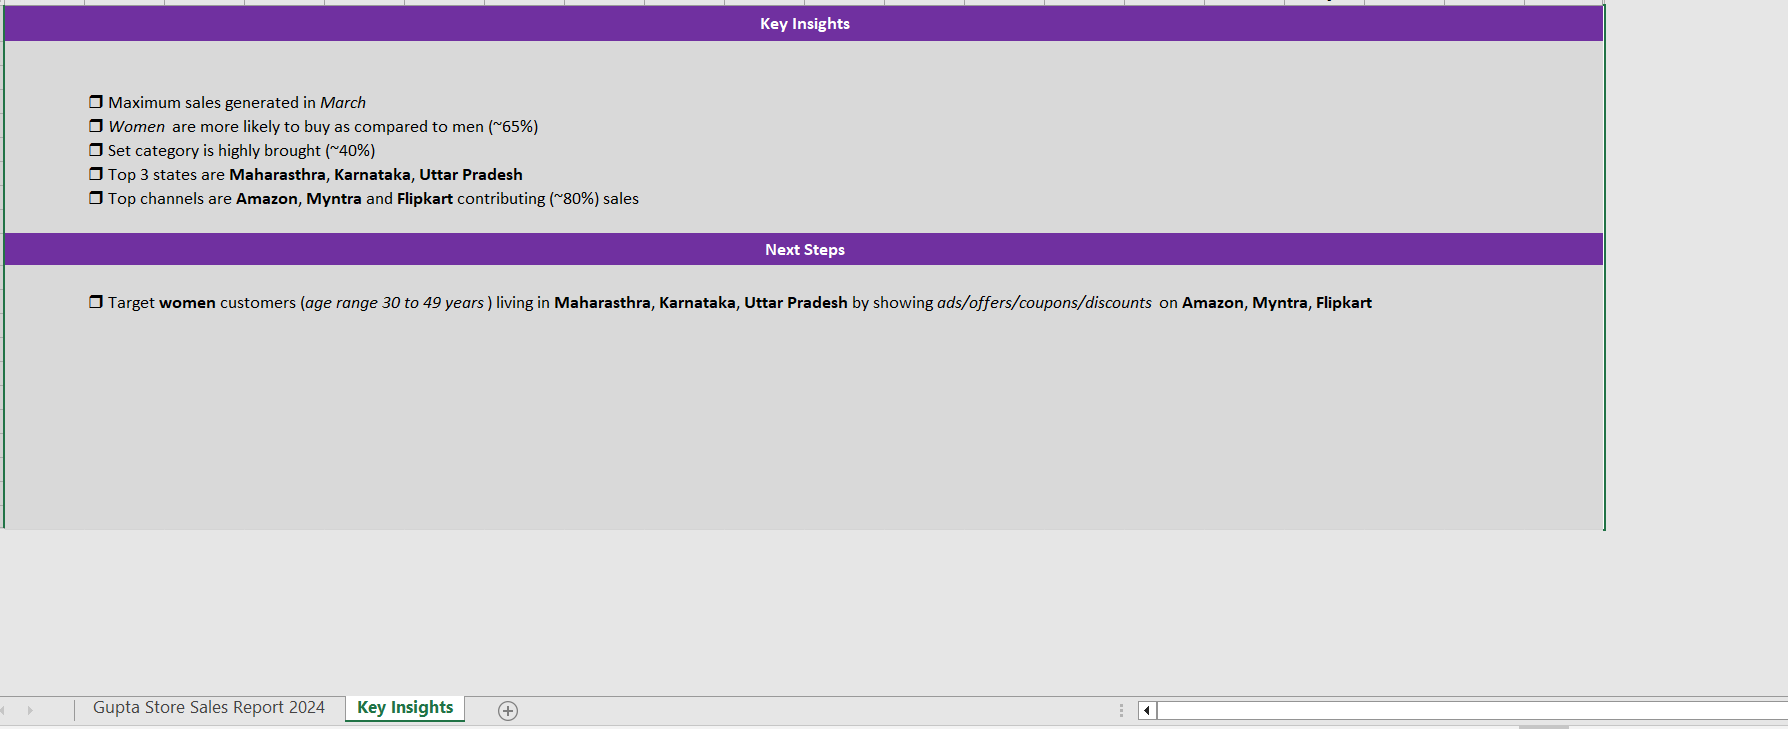 Key Insights
❒ Maximum sales generated in March
❒ Women are more likely to buy as compared to men (~65%)
❒ Set category is highly brought (~40%)
❒ Top 3 states are Maharasthra, Karnataka, Uttar Pradesh
❒ Top channels are Amazon, Myntra and Flipkart contributing (~80%) sales
Next Steps
❒ Target women customers (age range 30 to 49 years ) living in Maharasthra, Karnataka, Uttar Pradesh by showing ads/offers/coupons/discounts on Amazon, Myntra, Flipkart
Gupta Store Sales Report 2024
Key Insights